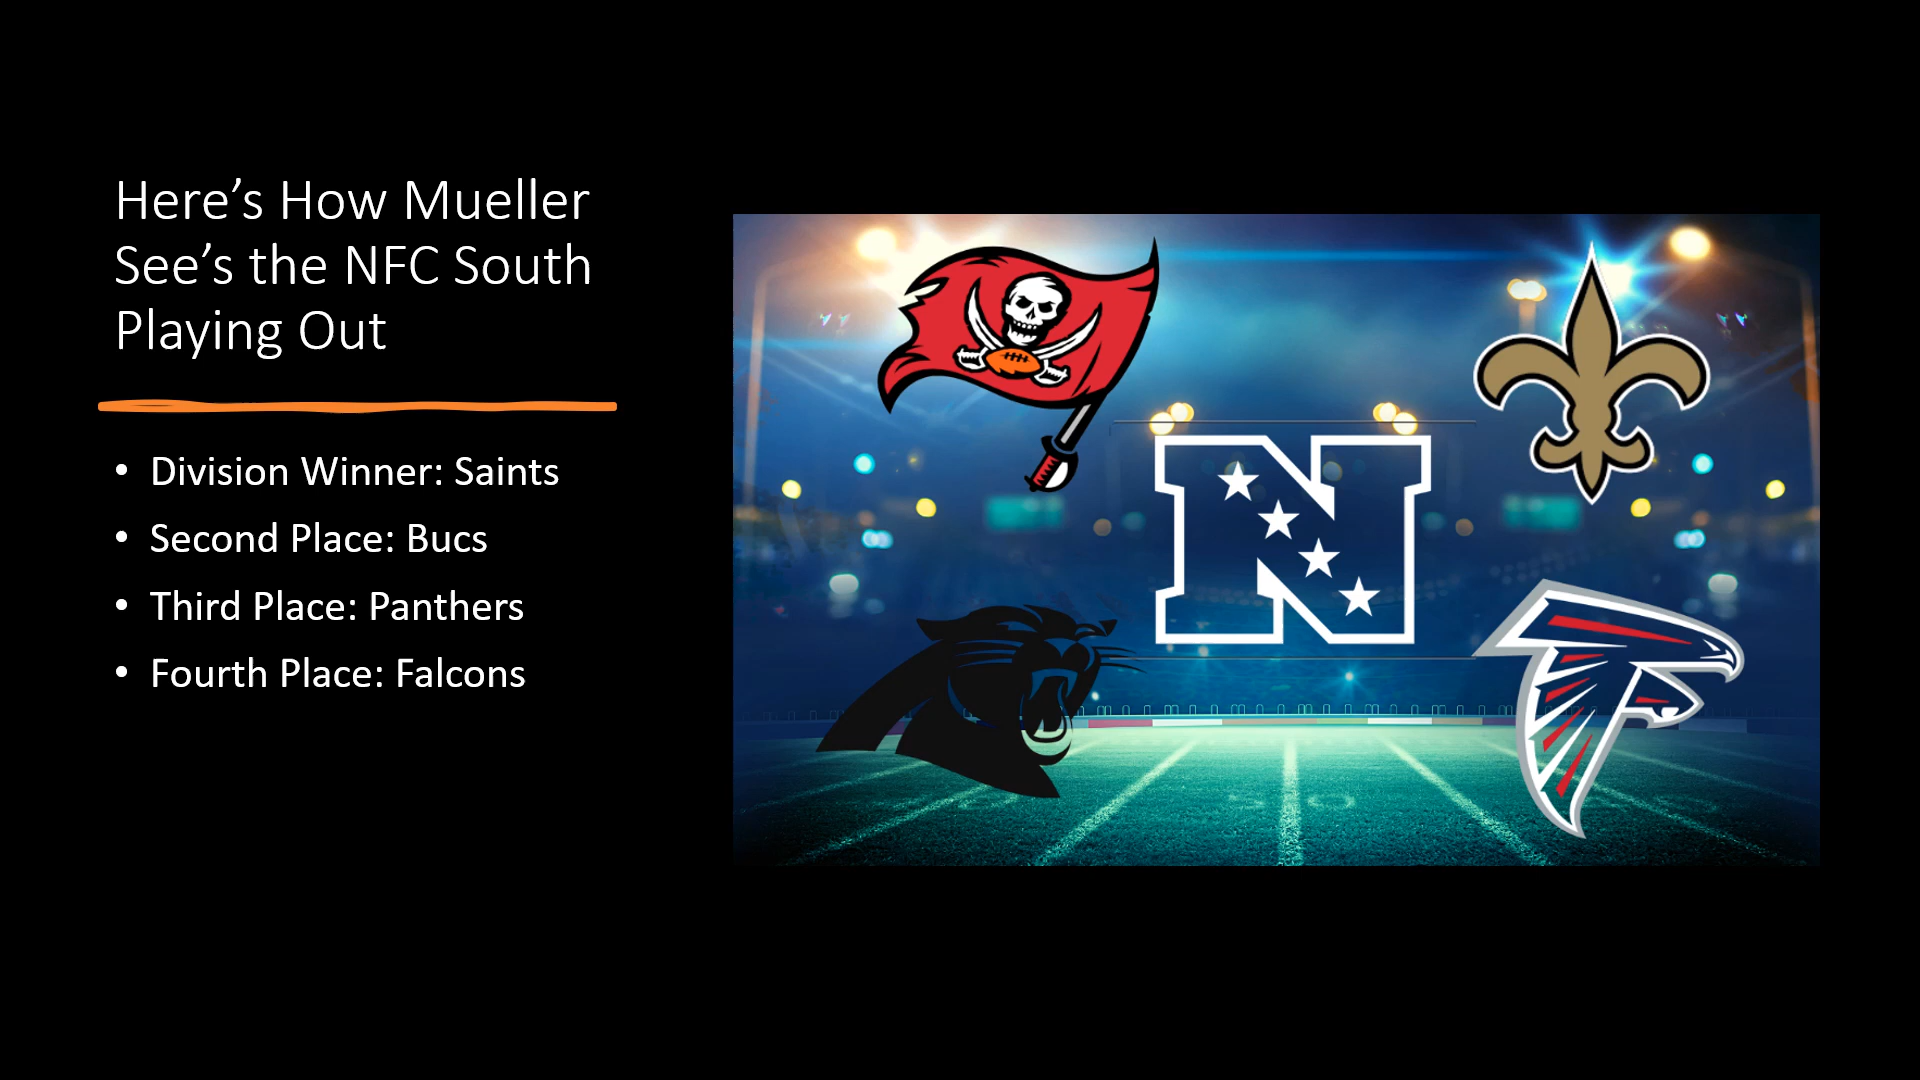 Here’s How Mueller
See’s the NFC South
Playing Out
• Division Winner: Saints
• Second Place: Bucs
• Third Place: Panthers
• Fourth Place: Falcons
N
50